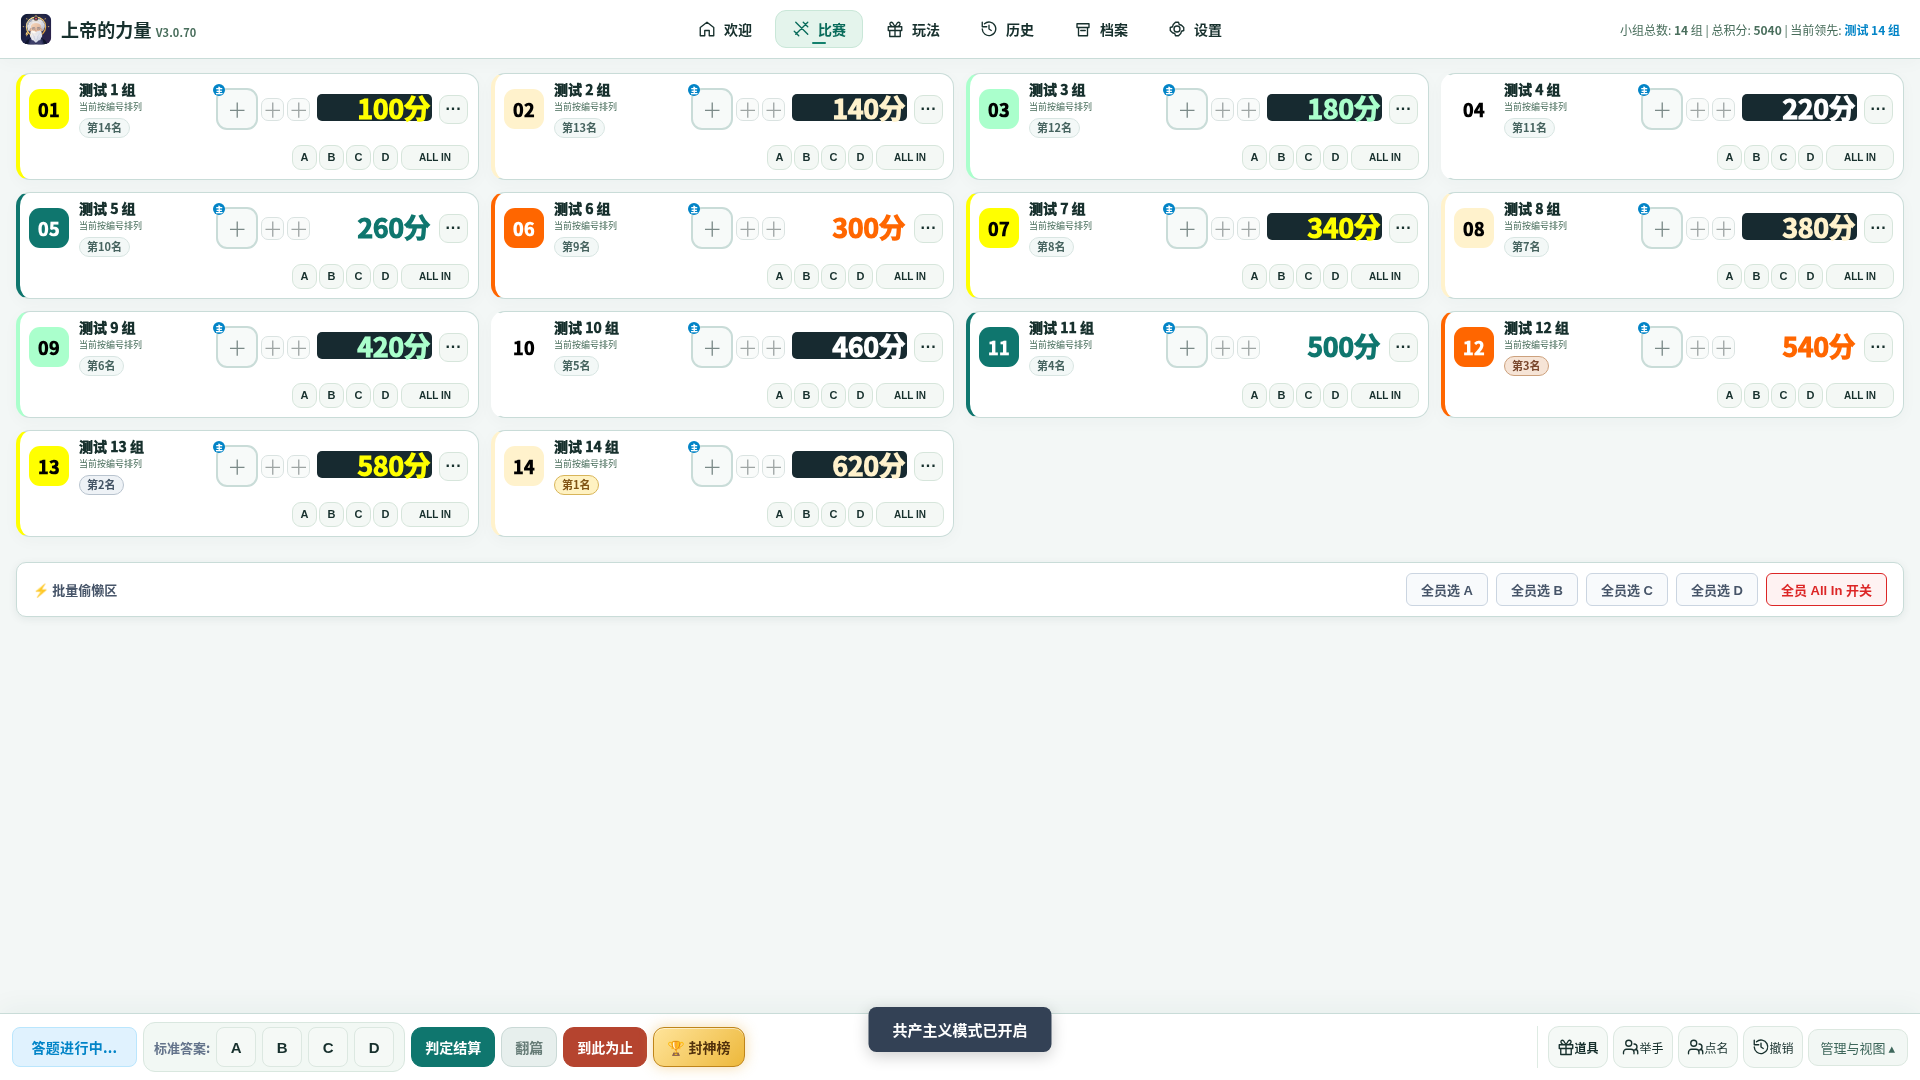 上帝的力量 V3.0.70
欢迎
比赛
玩法
历史
档案
设置
小组总数: 14 组 | 总积分: 5040 | 当前领先: 测试 14 组
01
测试 1 组
当前按编号排列
第14名
主
100分
A B C D ALL IN
02
测试 2 组
当前按编号排列
第13名
主
140分
A B C D ALL IN
03
测试 3 组
当前按编号排列
第12名
主
180分
A B C D ALL IN
04
测试 4 组
当前按编号排列
第11名
主
220分
A B C D ALL IN
05
测试 5 组
当前按编号排列
第10名
主
260分
A B C D ALL IN
06
测试 6 组
当前按编号排列
第9名
主
300分
A B C D ALL IN
07
测试 7 组
当前按编号排列
第8名
主
340分
A B C D ALL IN
08
测试 8 组
当前按编号排列
第7名
主
380分
A B C D ALL IN
09
测试 9 组
当前按编号排列
第6名
主
420分
A B C D ALL IN
10
测试 10 组
当前按编号排列
第5名
主
460分
A B C D ALL IN
11
测试 11 组
当前按编号排列
第4名
主
500分
A B C D ALL IN
12
测试 12 组
当前按编号排列
第3名
主
540分
A B C D ALL IN
13
测试 13 组
当前按编号排列
第2名
主
580分
A B C D ALL IN
14
测试 14 组
当前按编号排列
第1名
主
620分
A B C D ALL IN
⚡ 批量偷懒区
全员选 A
全员选 B
全员选 C
全员选 D
全员 All In 开关
共产主义模式已开启
答题进行中...
标准答案: A B C D
判定结算
翻篇
到此为止
🏆 封神榜
道具
举手
点名
撤销
管理与视图 ▴